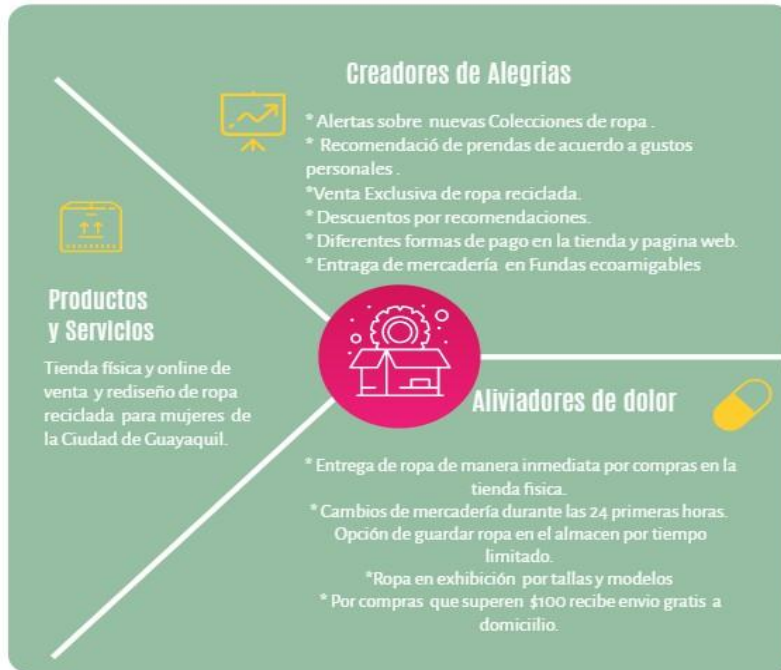 Creadores de Alegrias
* Alertas sobre nuevas Colecciones de ropa .
* Recomendació de prendas de acuerdo a gustos
personales .
*Venta Exclusiva de ropa reciclada.
* Descuentos por recomendaciones.
* Diferentes formas de pago en la tienda y pagina web.
* Entraga de mercadería en Fundas ecoamigables
Productos
y Servicios
Tienda física y online de
venta y rediseño de ropa
reciclada para mujeres de
la Ciudad de Guayaquil.
Aliviadores de dolor
* Entrega de ropa de manera inmediata por compras en la
tienda fisica.
* Cambios de mercadería durante las 24 primeras horas.
Opción de guardar ropa en el almacen por tiempo
limitado.
*Ropa en exhibición por tallas y modelos
* Por compras que superen $100 recibe envio gratis a
domiciilio.